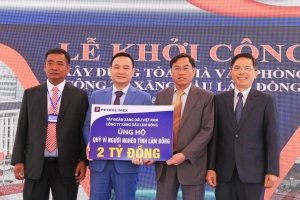 LỄ KHỞI CÔNG
XÂY DỰNG TÒA NHÀ VĂN PHÒNG
CÔNG TY XĂNG DẦU LÂM ĐỒNG
PETROLIMEX
TẬP ĐOÀN XĂNG DẦU VIỆT NAM
CÔNG TY XĂNG DẦU LÂM ĐỒNG
ỦNG HỘ
QUỸ VÌ NGƯỜI NGHÈO TỈNH LÂM ĐỒNG
2 TỶ ĐỒNG